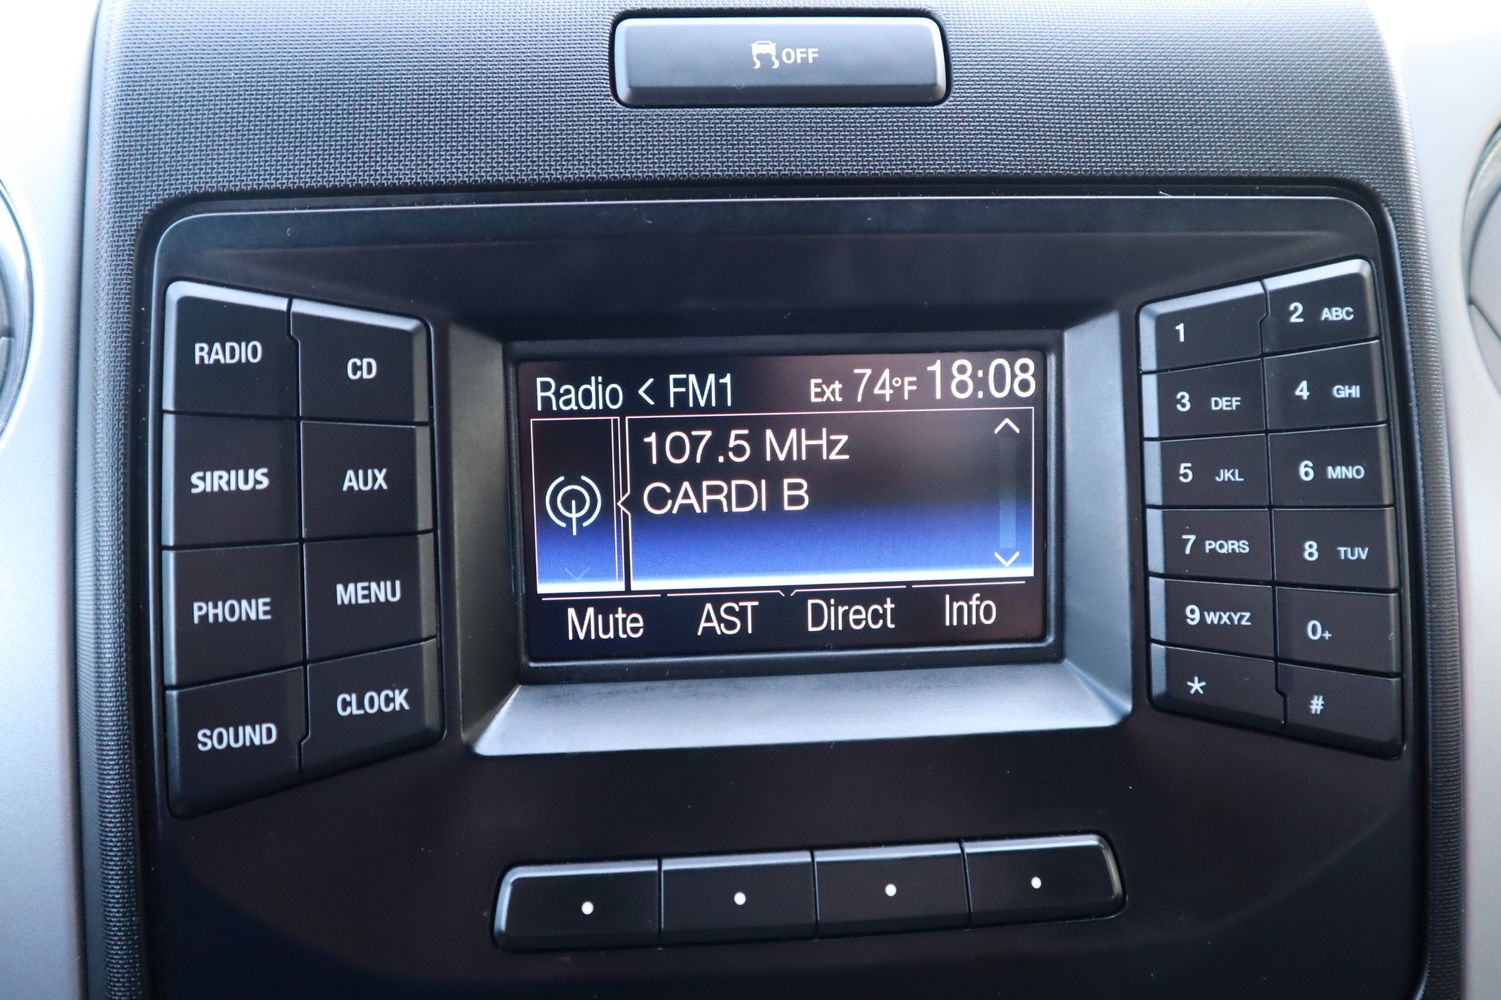 OFF
RADIO
CD
SIRIUS
AUX
PHONE
MENU
SOUND
CLOCK
Radio < FM1 Ext 74°F 18:08
107.5 MHz
CARDI B
Mute AST Direct Info
1
2 ABC
3 DEF
4 GHI
5 JKL
6 MNO
7 PQRS
8 TUV
9 WXYZ
0+
*
#